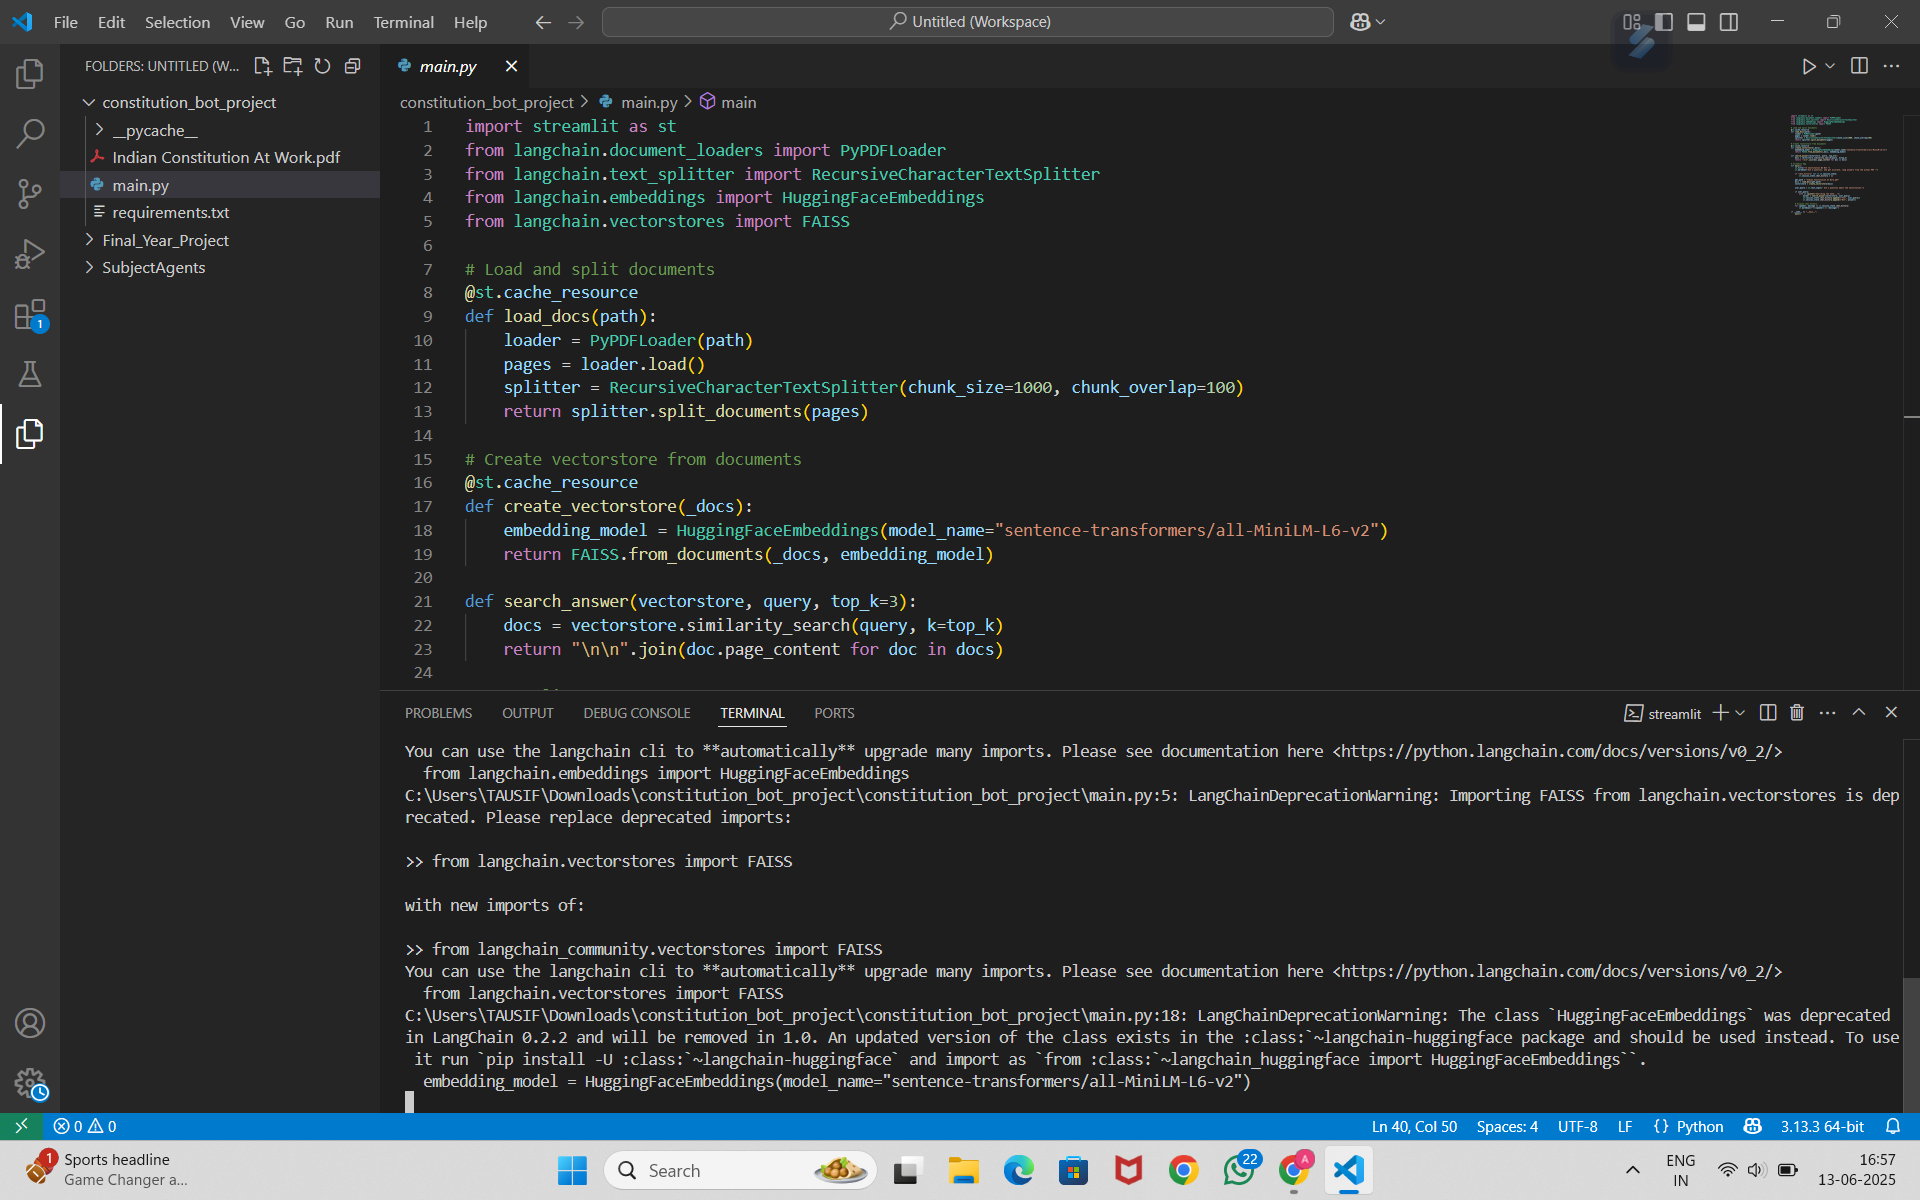 File Edit Selection View Go Run Terminal Help
Untitled (Workspace)
FOLDERS: UNTITLED (W...
constitution_bot_project
__pycache__
Indian Constitution At Work.pdf
main.py
requirements.txt
Final_Year_Project
SubjectAgents
1
main.py
constitution_bot_project > main.py > main
1 import streamlit as st
2 from langchain.document_loaders import PyPDFLoader
3 from langchain.text_splitter import RecursiveCharacterTextSplitter
4 from langchain.embeddings import HuggingFaceEmbeddings
5 from langchain.vectorstores import FAISS
6
7 # Load and split documents
8 @st.cache_resource
9 def load_docs(path):
10     loader = PyPDFLoader(path)
11     pages = loader.load()
12     splitter = RecursiveCharacterTextSplitter(chunk_size=1000, chunk_overlap=100)
13     return splitter.split_documents(pages)
14
15 # Create vectorstore from documents
16 @st.cache_resource
17 def create_vectorstore(_docs):
18     embedding_model = HuggingFaceEmbeddings(model_name="sentence-transformers/all-MiniLM-L6-v2")
19     return FAISS.from_documents(_docs, embedding_model)
20
21 def search_answer(vectorstore, query, top_k=3):
22     docs = vectorstore.similarity_search(query, k=top_k)
23     return "\n\n".join(doc.page_content for doc in docs)
24
PROBLEMS OUTPUT DEBUG CONSOLE TERMINAL PORTS
streamlit
You can use the langchain cli to **automatically** upgrade many imports. Please see documentation here <https://python.langchain.com/docs/versions/v0_2/>
  from langchain.embeddings import HuggingFaceEmbeddings
C:\Users\TAUSIF\Downloads\constitution_bot_project\constitution_bot_project\main.py:5: LangChainDeprecationWarning: Importing FAISS from langchain.vectorstores is dep
recated. Please replace deprecated imports:
>> from langchain.vectorstores import FAISS
with new imports of:
>> from langchain_community.vectorstores import FAISS
You can use the langchain cli to **automatically** upgrade many imports. Please see documentation here <https://python.langchain.com/docs/versions/v0_2/>
  from langchain.vectorstores import FAISS
C:\Users\TAUSIF\Downloads\constitution_bot_project\constitution_bot_project\main.py:18: LangChainDeprecationWarning: The class `HuggingFaceEmbeddings` was deprecated
in LangChain 0.2.2 and will be removed in 1.0. An updated version of the class exists in the :class:`~langchain-huggingface package and should be used instead. To use
 it run `pip install -U :class:`~langchain-huggingface` and import as `from :class:`~langchain_huggingface import HuggingFaceEmbeddings``.
  embedding_model = HuggingFaceEmbeddings(model_name="sentence-transformers/all-MiniLM-L6-v2")
0 0
Ln 40, Col 50 Spaces: 4 UTF-8 LF {} Python 3.13.3 64-bit
1
Sports headline
Game Changer a...
Search
22
A
ENG
IN
16:57
13-06-2025